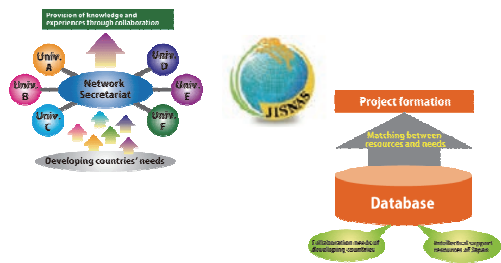 Provision of knowledge and
experiences through collaboration
Univ.
A
Univ.
D
Univ.
B
Network
Secretariat
Univ.
E
Univ.
C
Univ.
F
Developing countries' needs
JISNAS
Project formation
Matching between
resources and needs
Database
Collaboration needs of
developing countries
Intellectual support
resources of Japan